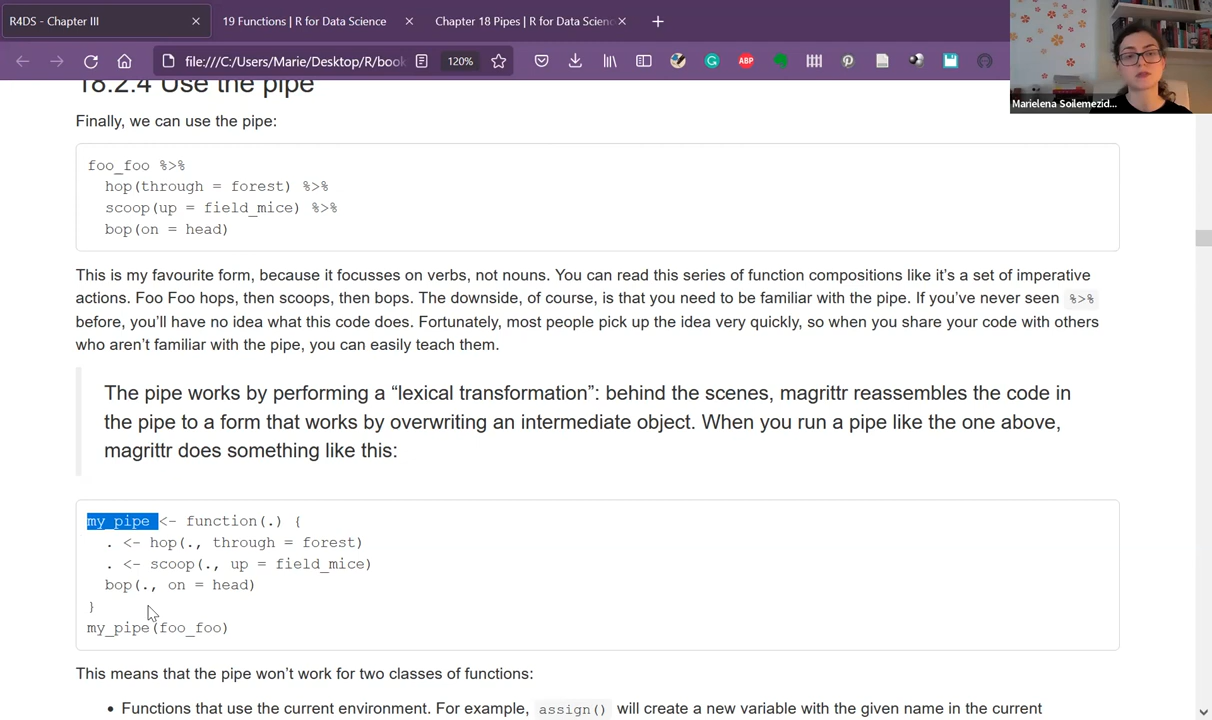 R4DS - Chapter III
19 Functions | R for Data Science
Chapter 18 Pipes | R for Data Scienc
file:///C:/Users/Marie/Desktop/R/book
120%
ABP
Marielena Soilemezid...
18.2.4 Use the pipe
Finally, we can use the pipe:
foo_foo %>%
hop(through = forest) %>%
scoop(up = field_mice) %>%
bop(on = head)
This is my favourite form, because it focusses on verbs, not nouns. You can read this series of function compositions like it’s a set of imperative
actions. Foo Foo hops, then scoops, then bops. The downside, of course, is that you need to be familiar with the pipe. If you’ve never seen %>%
before, you’ll have no idea what this code does. Fortunately, most people pick up the idea very quickly, so when you share your code with others
who aren’t familiar with the pipe, you can easily teach them.
The pipe works by performing a “lexical transformation”: behind the scenes, magrittr reassembles the code in
the pipe to a form that works by overwriting an intermediate object. When you run a pipe like the one above,
magrittr does something like this:
my_pipe <- function(.) {
. <- hop(., through = forest)
. <- scoop(., up = field_mice)
bop(., on = head)
}
my_pipe(foo_foo)
This means that the pipe won’t work for two classes of functions:
• Functions that use the current environment. For example, assign() will create a new variable with the given name in the current